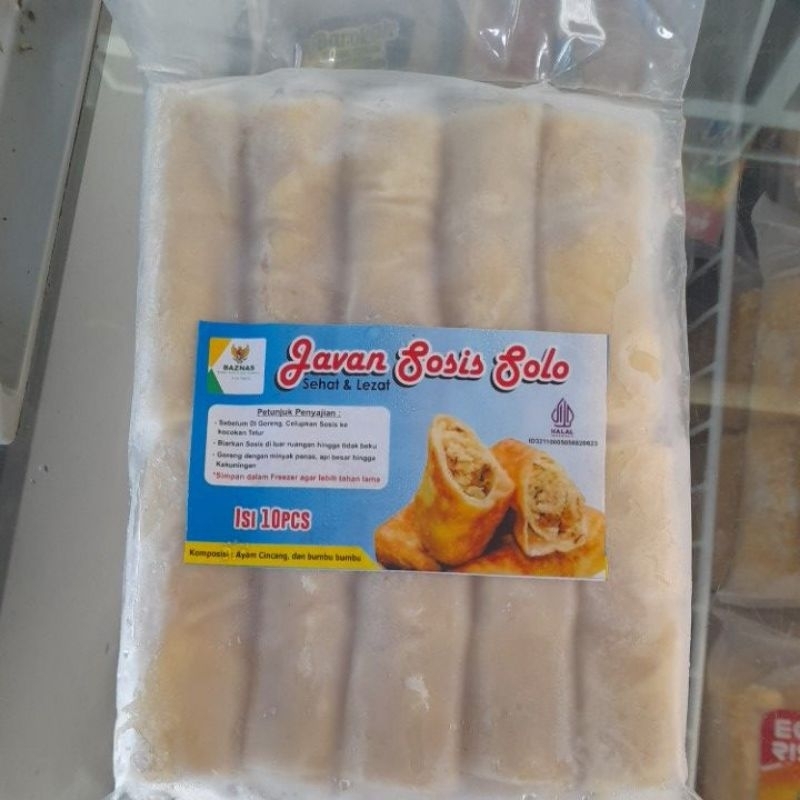 BAZNAS
Javan Sosis Solo
Sehat & Lezat
Petunjuk Penyajian :
- Sebelum Di Goreng, Celupkan Sosis ke
kocokan Telur
- Biarkan Sosis di luar ruangan hingga tidak beku
- Goreng dengan minyak panas, api besar hingga
Kekuningan
*Simpan dalam Freezer agar lebih tahan lama
HALAL
INDONESIA
Isi 10PCS
Komposisi : Ayam Cincang, dan bumbu bumbu